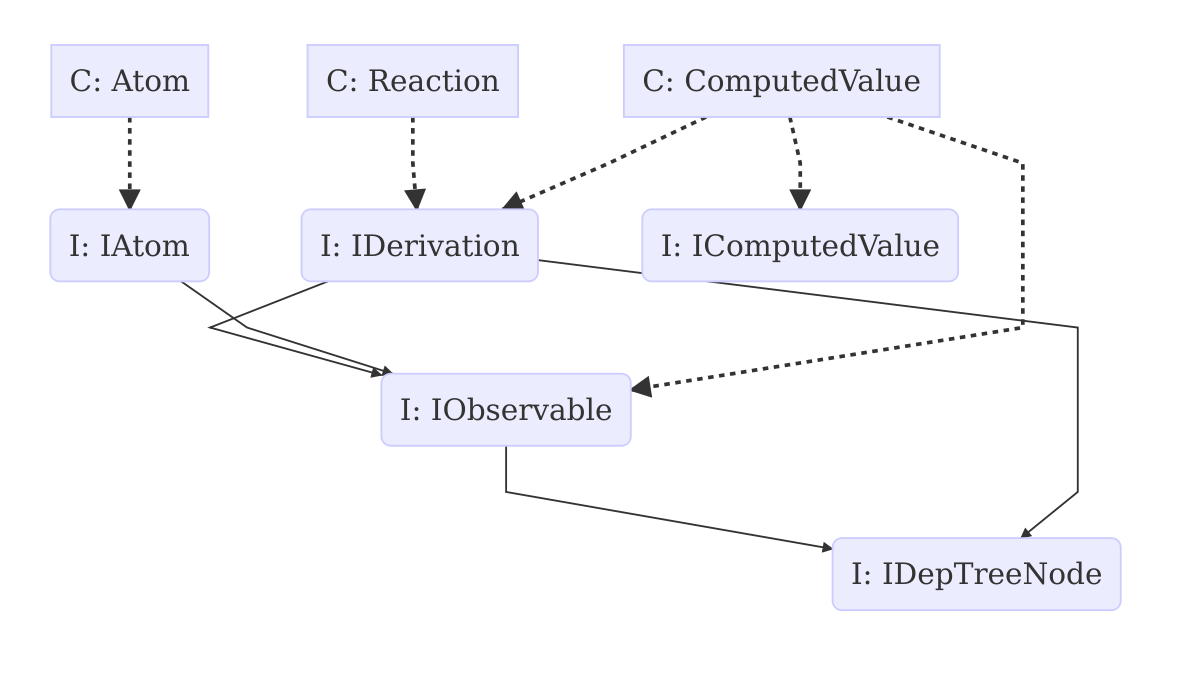 C: Atom
C: Reaction
C: ComputedValue
I: IAtom
I: IDerivation
I: IComputedValue
I: IObservable
I: IDepTreeNode